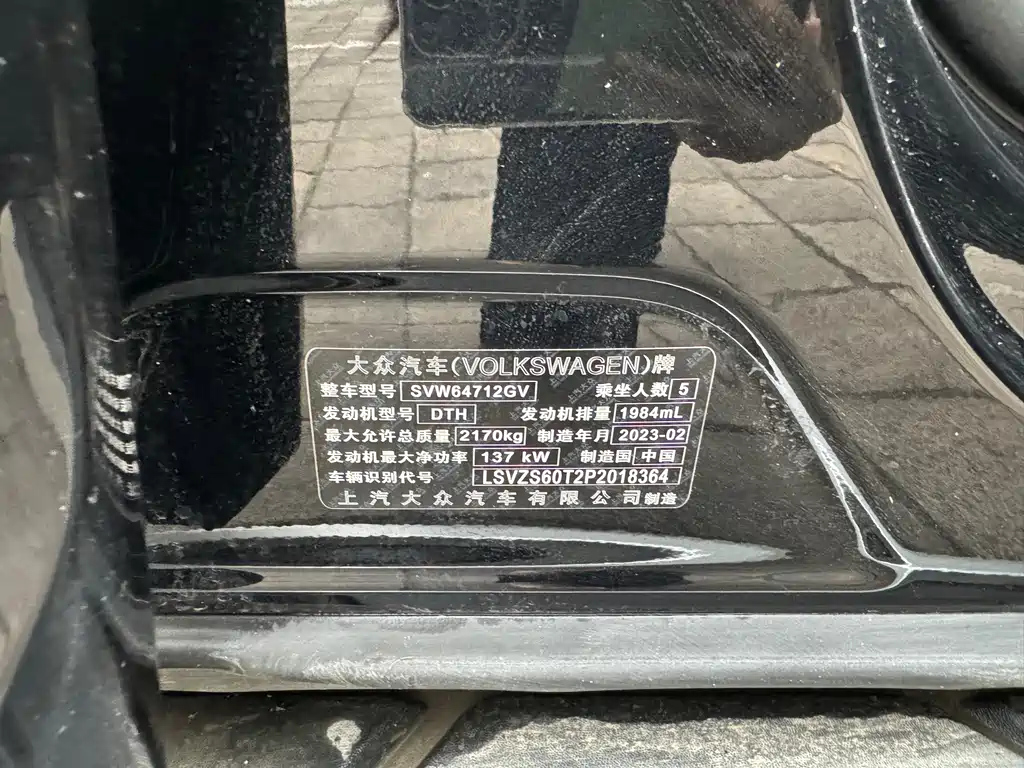 大众汽车(VOLKSWAGEN)牌
整车型号 SVW64712GV 乘坐人数 5
发动机型号 DTH 发动机排量 1984mL
最大允许总质量 2170kg 制造年月 2023-02
发动机最大净功率 137 kW 制造国 中国
车辆识别代号 LSVZS60T2P2018364
上汽大众汽车有限公司制造